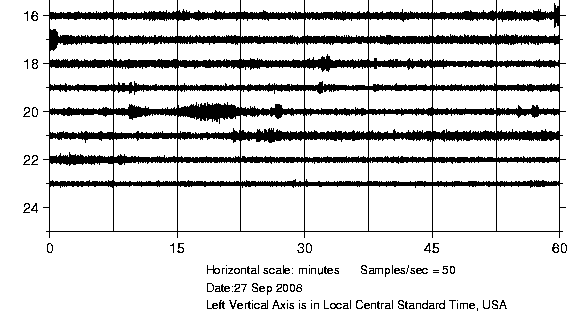 16
18
20
22
24
0 15 30 45 60
Horizontal scale: minutes Samples/sec = 50
Date:27 Sep 2008
Left Vertical Axis is in Local Central Standard Time, USA